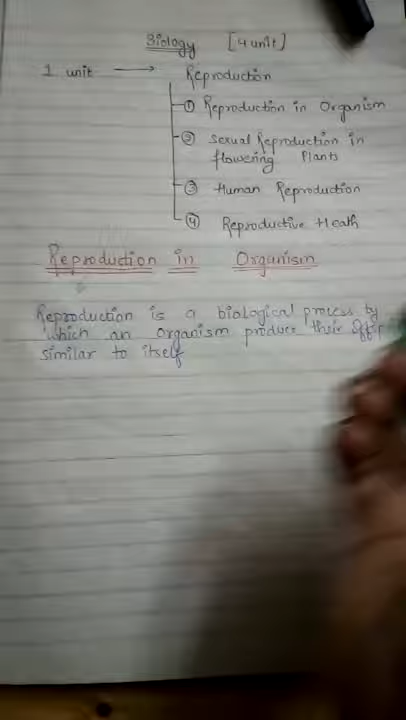 Biology [4 unit]
1 unit → Reproduction
① Reproduction in Organism
② Sexual Reproduction in
flowering Plants
③ Human Reproduction
④ Reproductive Heath
Reproduction in Organism
Reproduction is a biological process by
which an organism produce their
similar to itself